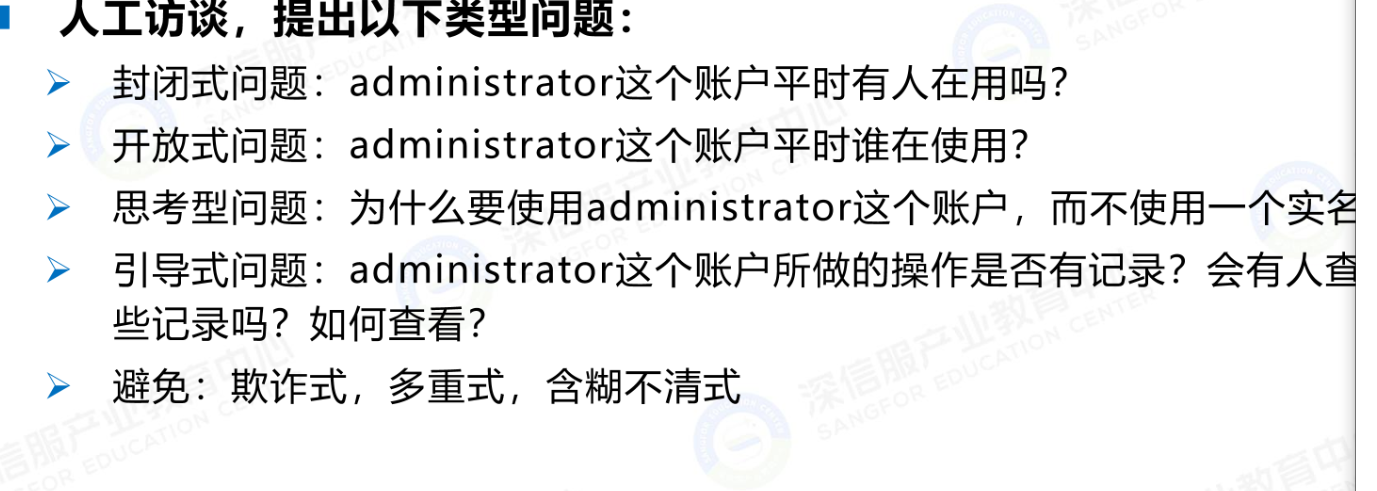 人工访谈，提出以下类型问题：
封闭式问题：administrator这个账户平时有人在用吗？
开放式问题：administrator这个账户平时谁在使用？
思考型问题：为什么要使用administrator这个账户，而不使用一个实名
引导式问题：administrator这个账户所做的操作是否有记录？会有人查
些记录吗？如何查看？
避免：欺诈式，多重式，含糊不清式
深信服产业教育中心
SANGFOR EDUCATION CENTER